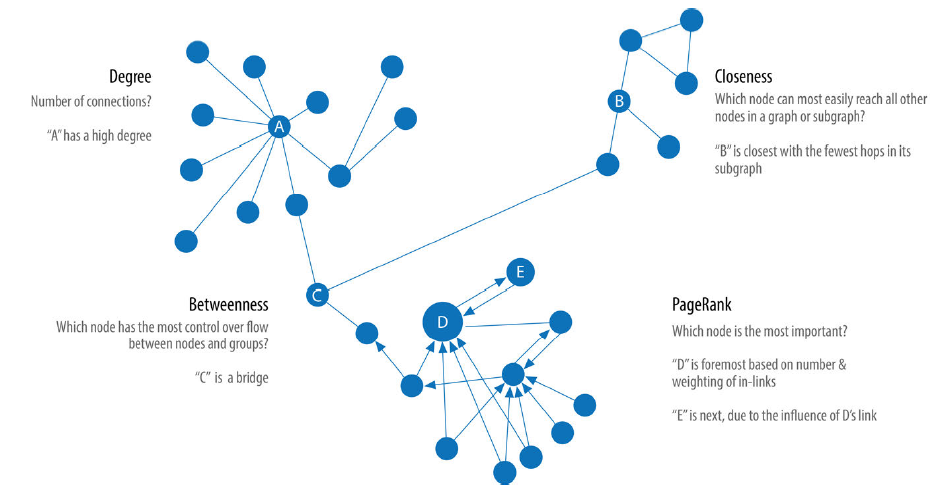 Degree
Number of connections?
“A” has a high degree
A
B
Closeness
Which node can most easily reach all other
nodes in a graph or subgraph?
“B” is closest with the fewest hops in its
subgraph
C
Betweenness
Which node has the most control over flow
between nodes and groups?
“C” is a bridge
D
E
PageRank
Which node is the most important?
“D” is foremost based on number &
weighting of in-links
“E” is next, due to the influence of D’s link